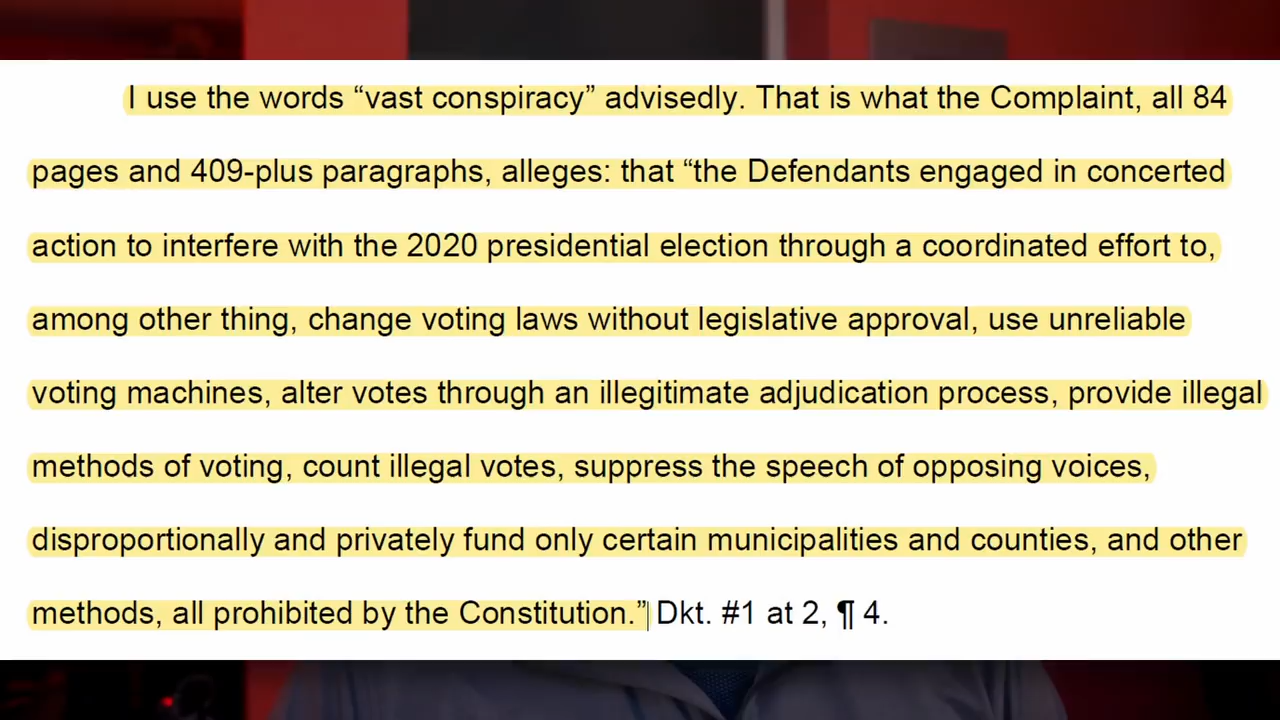 I use the words “vast conspiracy” advisedly. That is what the Complaint, all 84
pages and 409-plus paragraphs, alleges: that “the Defendants engaged in concerted
action to interfere with the 2020 presidential election through a coordinated effort to,
among other thing, change voting laws without legislative approval, use unreliable
voting machines, alter votes through an illegitimate adjudication process, provide illegal
methods of voting, count illegal votes, suppress the speech of opposing voices,
disproportionally and privately fund only certain municipalities and counties, and other
methods, all prohibited by the Constitution.” Dkt. #1 at 2, ¶ 4.